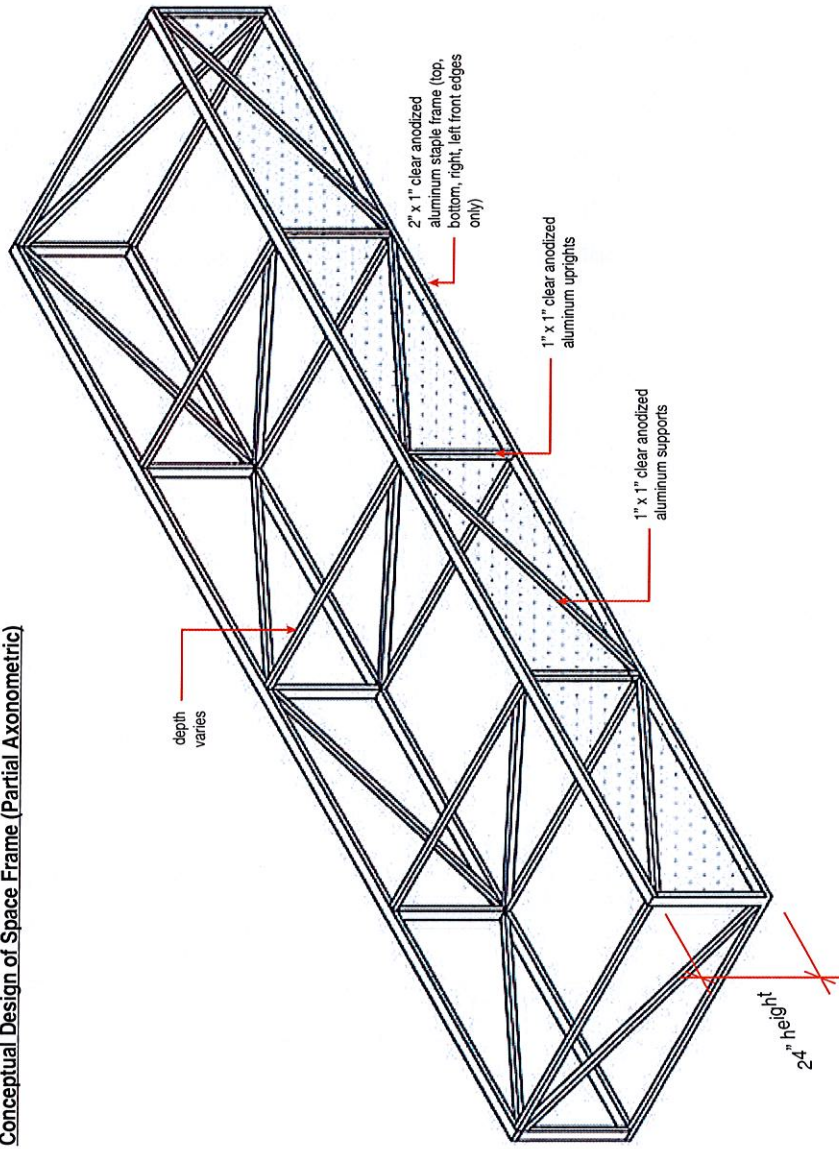 Conceptual Design of Space Frame (Partial Axonometric)
depth
varies
2” x 1” clear anodized
aluminum staple frame (top,
bottom, right, left front edges
only)
1” x 1” clear anodized
aluminum uprights
1” x 1” clear anodized
aluminum supports
24” height